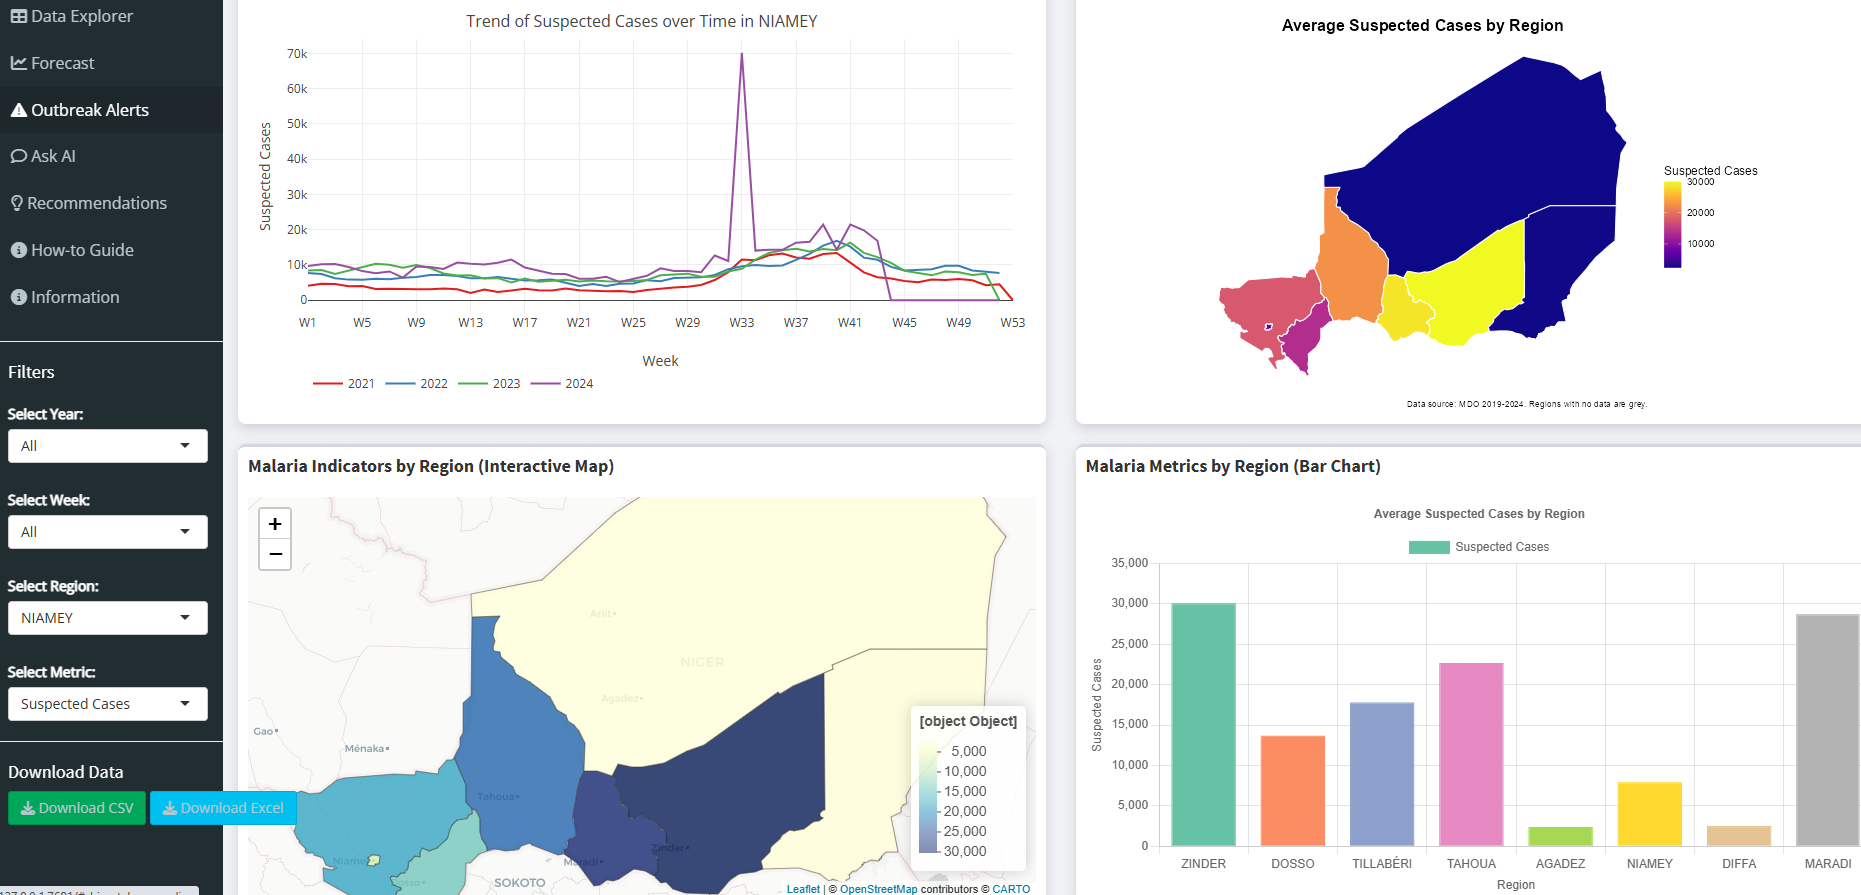 Data Explorer
Forecast
Outbreak Alerts
Ask AI
Recommendations
How-to Guide
Information
Filters
Select Year:
All
Select Week:
All
Select Region:
NIAMEY
Select Metric:
Suspected Cases
Download Data
Download CSV
Download Excel
Trend of Suspected Cases over Time in NIAMEY
Suspected Cases
70k
60k
50k
40k
30k
20k
10k
0
W1 W5 W9 W13 W17 W21 W25 W29 W33 W37 W41 W45 W49 W53
Week
2021 2022 2023 2024
Average Suspected Cases by Region
Suspected Cases
30000
20000
10000
Data source: MDO 2019-2024. Regions with no data are grey.
Malaria Indicators by Region (Interactive Map)
+
−
Arlit
NIGER
Agadez
Gao
Ménaka
Tahoua
Niamey
Dosso
Maradi
Zinder
SOKOTO
[object Object]
5,000
10,000
15,000
20,000
25,000
30,000
Leaflet | © OpenStreetMap contributors © CARTO
Malaria Metrics by Region (Bar Chart)
Average Suspected Cases by Region
Suspected Cases
Suspected Cases
35,000
30,000
25,000
20,000
15,000
10,000
5,000
0
ZINDER DOSSO TILLABÉRI TAHOUA AGADEZ NIAMEY DIFFA MARADI
Region